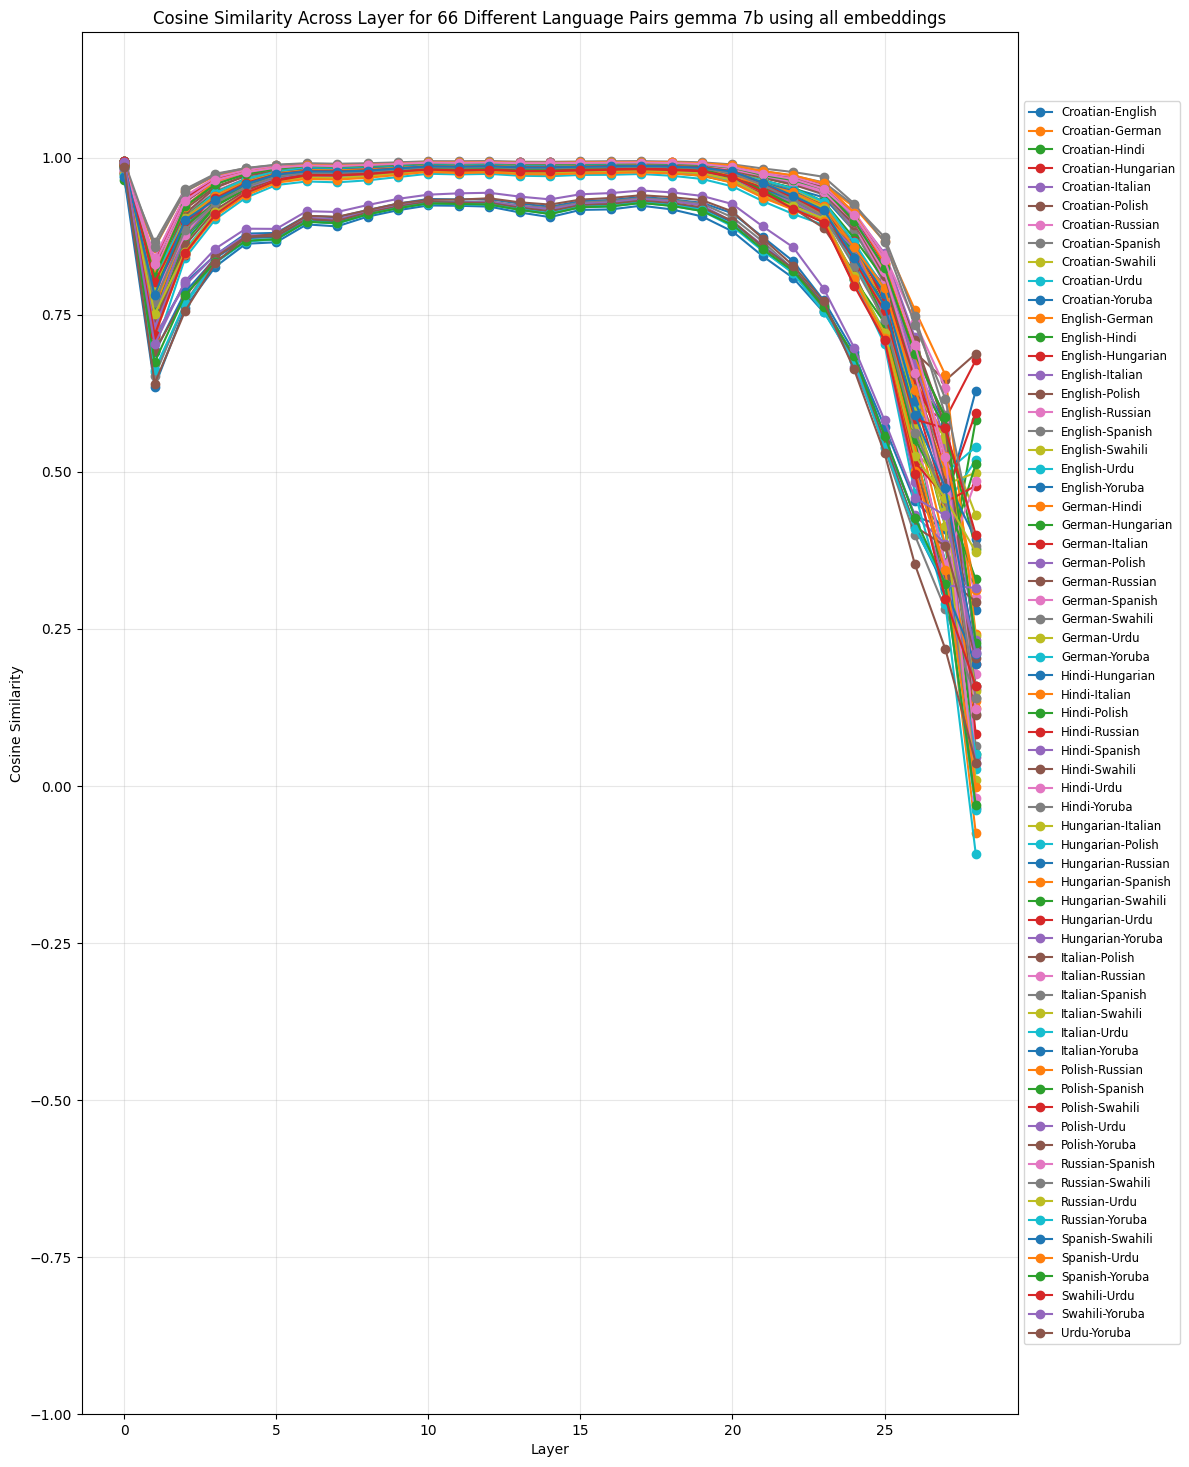 Cosine Similarity Across Layer for 66 Different Language Pairs gemma 7b using all embeddings
1.00
0.75
0.50
0.25
0.00
−0.25
−0.50
−0.75
−1.00
Cosine Similarity
0 5 10 15 20 25
Layer
Croatian-English
Croatian-German
Croatian-Hindi
Croatian-Hungarian
Croatian-Italian
Croatian-Polish
Croatian-Russian
Croatian-Spanish
Croatian-Swahili
Croatian-Urdu
Croatian-Yoruba
English-German
English-Hindi
English-Hungarian
English-Italian
English-Polish
English-Russian
English-Spanish
English-Swahili
English-Urdu
English-Yoruba
German-Hindi
German-Hungarian
German-Italian
German-Polish
German-Russian
German-Spanish
German-Swahili
German-Urdu
German-Yoruba
Hindi-Hungarian
Hindi-Italian
Hindi-Polish
Hindi-Russian
Hindi-Spanish
Hindi-Swahili
Hindi-Urdu
Hindi-Yoruba
Hungarian-Italian
Hungarian-Polish
Hungarian-Russian
Hungarian-Spanish
Hungarian-Swahili
Hungarian-Urdu
Hungarian-Yoruba
Italian-Polish
Italian-Russian
Italian-Spanish
Italian-Swahili
Italian-Urdu
Italian-Yoruba
Polish-Russian
Polish-Spanish
Polish-Swahili
Polish-Urdu
Polish-Yoruba
Russian-Spanish
Russian-Swahili
Russian-Urdu
Russian-Yoruba
Spanish-Swahili
Spanish-Urdu
Spanish-Yoruba
Swahili-Urdu
Swahili-Yoruba
Urdu-Yoruba